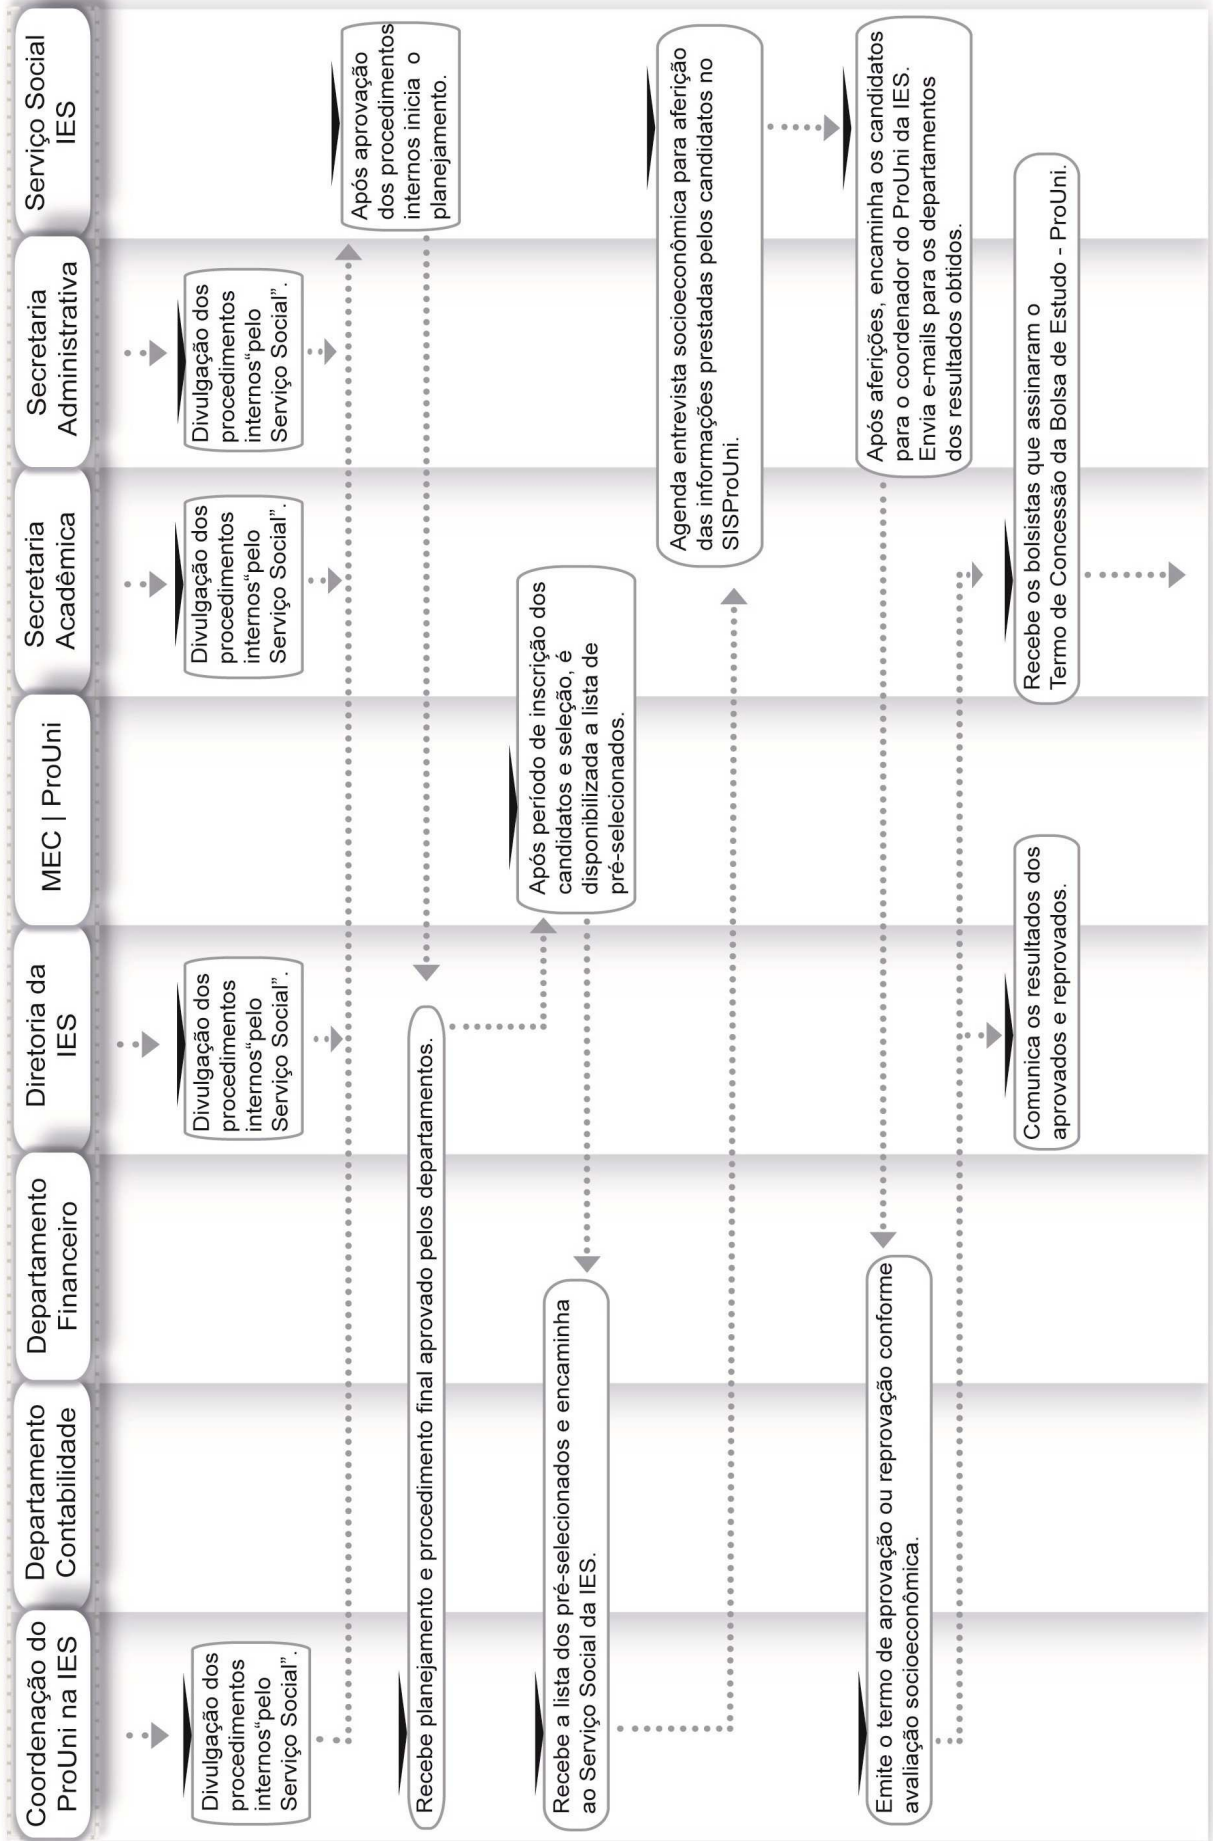 Coordenação do
ProUni na IES
Departamento
Contabilidade
Departamento
Financeiro
Diretoria da
IES
MEC | ProUni
Secretaria
Acadêmica
Secretaria
Administrativa
Serviço Social
IES
Divulgação dos
procedimentos
internos“pelo
Serviço Social”.
Divulgação dos
procedimentos
internos“pelo
Serviço Social”.
Divulgação dos
procedimentos
internos“pelo
Serviço Social”.
Divulgação dos
procedimentos
internos“pelo
Serviço Social”.
Após aprovação
dos procedimentos
internos inicia o
planejamento.
Recebe planejamento e procedimento final aprovado pelos departamentos.
Após período de inscrição dos
candidatos e seleção, é
disponibilizada a lista de
pré-selecionados.
Recebe a lista dos pré-selecionados e encaminha
ao Serviço Social da IES.
Agenda entrevista socioeconômica para aferição
das informações prestadas pelos candidatos no
SISProUni.
Após aferições, encaminha os candidatos
para o coordenador do ProUni da IES.
Envia e-mails para os departamentos
dos resultados obtidos.
Emite o termo de aprovação ou reprovação conforme
avaliação socioeconômica.
Comunica os resultados dos
aprovados e reprovados.
Recebe os bolsistas que assinaram o
Termo de Concessão da Bolsa de Estudo - ProUni.